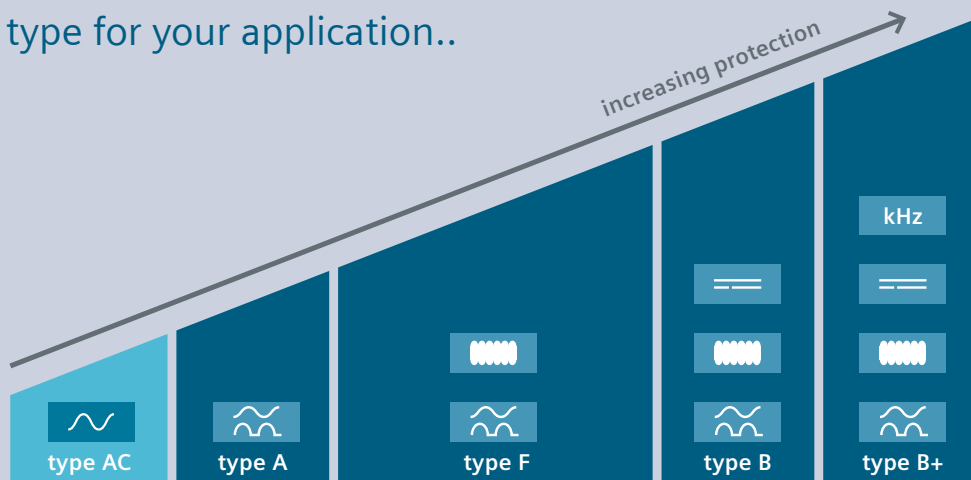 type for your application..
increasing protection
kHz
type AC
type A
type F
type B
type B+